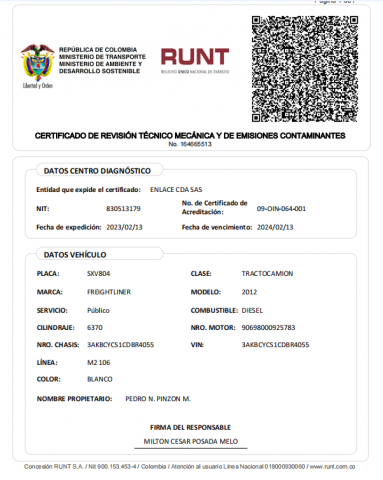 REPÚBLICA DE COLOMBIA
MINISTERIO DE TRANSPORTE
MINISTERIO DE AMBIENTE Y
DESARROLLO SOSTENIBLE
Libertad y Orden
RUNT
REGISTRO ÚNICO NACIONAL DE TRÁNSITO
CERTIFICADO DE REVISIÓN TÉCNICO MECÁNICA Y DE EMISIONES CONTAMINANTES
No. 164665513
DATOS CENTRO DIAGNÓSTICO
Entidad que expide el certificado: ENLACE CDA SAS
NIT: 830513179 No. de Certificado de Acreditación: 09-OIN-064-001
Fecha de expedición: 2023/02/13 Fecha de vencimiento: 2024/02/13
DATOS VEHÍCULO
PLACA: SXV804 CLASE: TRACTOCAMION
MARCA: FREIGHTLINER MODELO: 2012
SERVICIO: Público COMBUSTIBLE: DIESEL
CILINDRAJE: 6370 NRO. MOTOR: 90698000925783
NRO. CHASIS: 3AKBCYCS1CDBR4055 VIN: 3AKBCYCS1CDBR4055
LÍNEA: M2 106
COLOR: BLANCO
NOMBRE PROPIETARIO: PEDRO N. PINZON M.
FIRMA DEL RESPONSABLE
MILTON CESAR POSADA MELO
Concesión RUNT S.A. / Nit 900.153.453-4 / Colombia / Atención al usuario Línea Nacional 018000930060 / www.runt.com.co